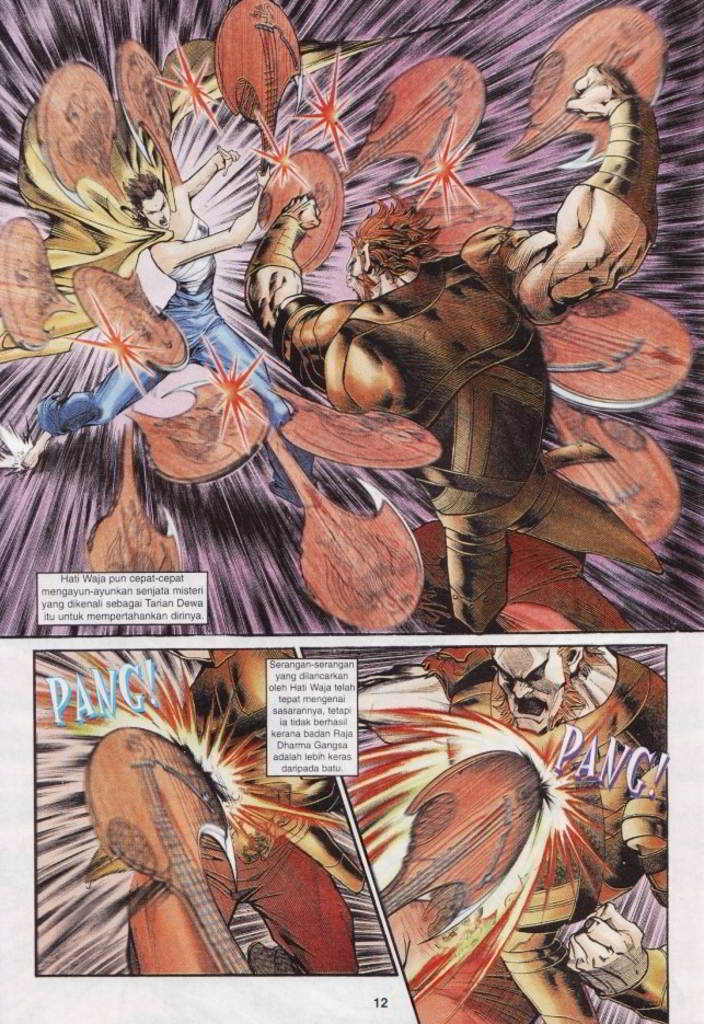 Hati Waja pun cepat-cepat
mengayun-ayunkan senjata misteri
yang dikenali sebagai Tarian Dewa
itu untuk mempertahankan dirinya.
PANG!
Serangan-serangan
yang dilancarkan
oleh Hati Waja telah
tepat mengenai
sasarannya, tetapi
ia tidak berhasil
kerana badan Raja
Dharma Gangsa
adalah lebih keras
daripada batu.
PANG!
12